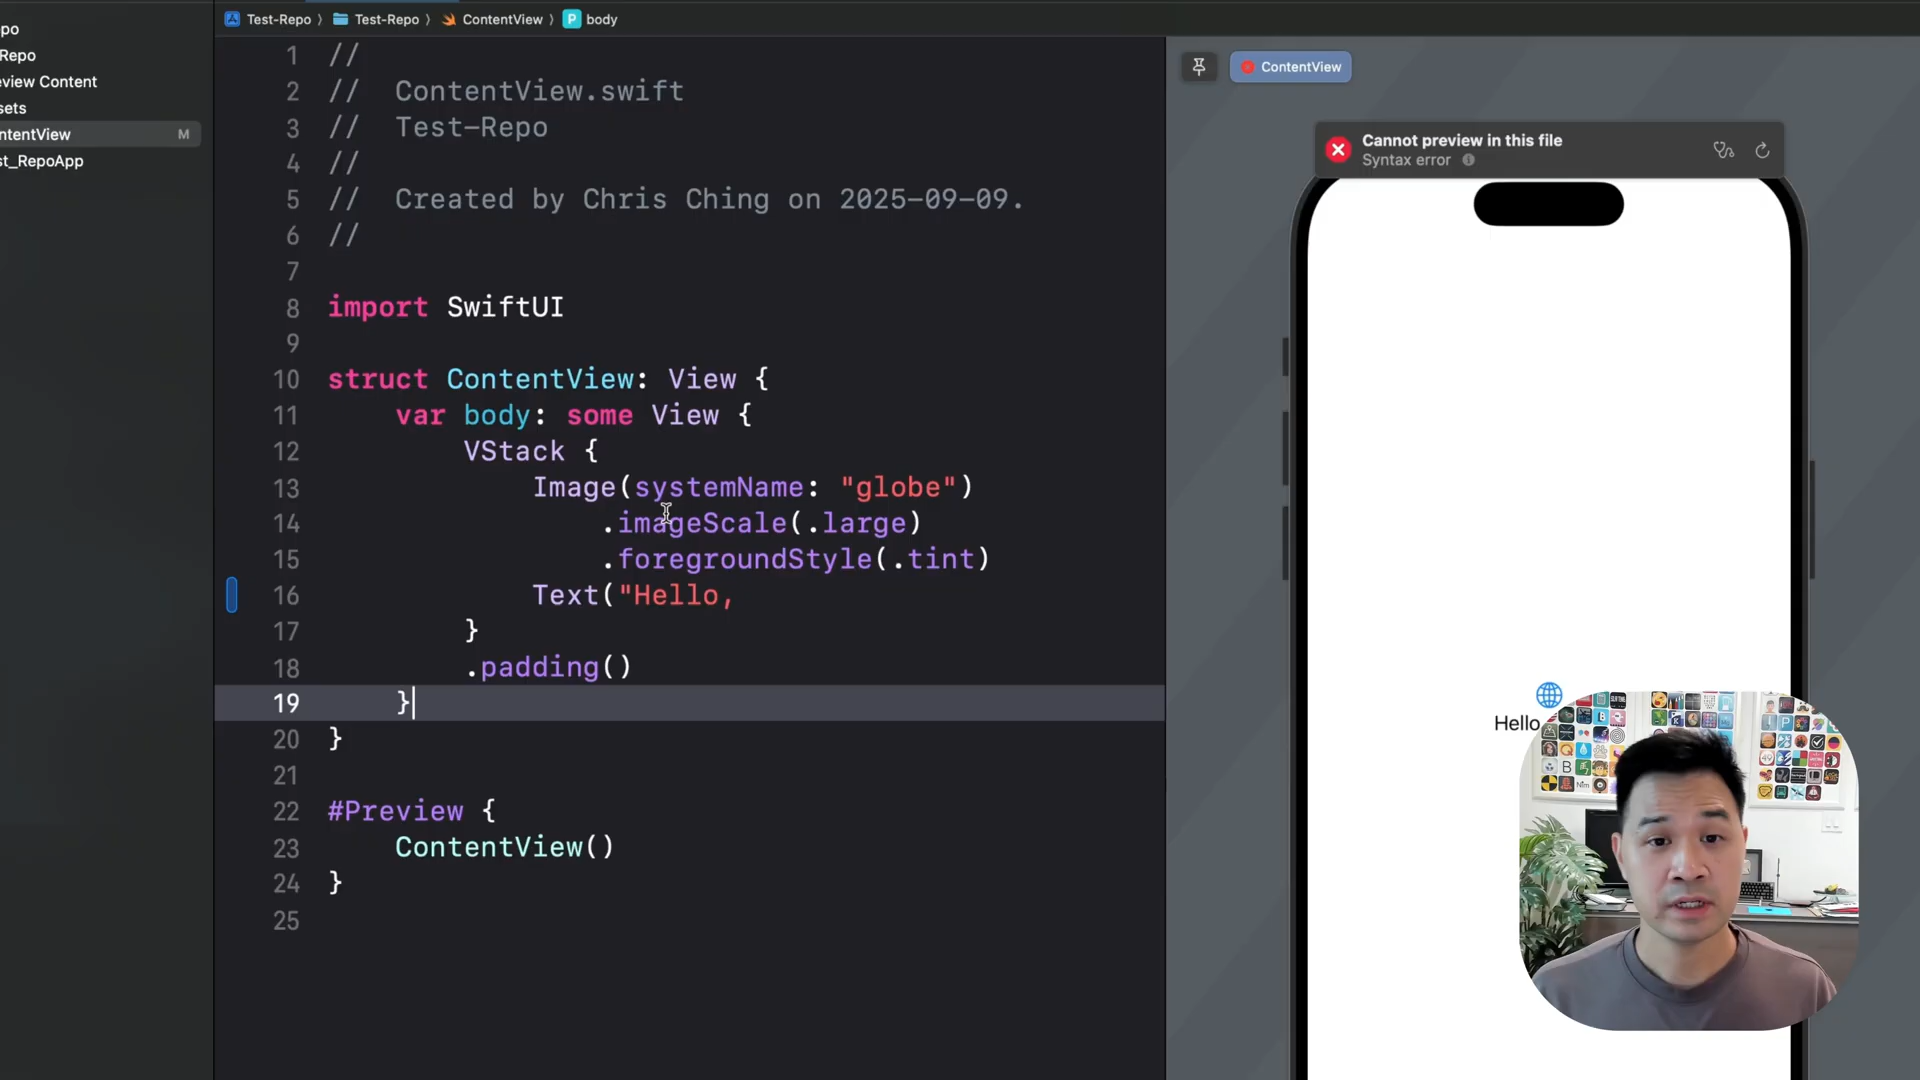 Test-Repo 〉 Test-Repo 〉 ContentView 〉 P body
po
Repo
eview Content
sets
ntentView M
st_RepoApp
1 //
2 //  ContentView.swift
3 //  Test-Repo
4 //
5 //  Created by Chris Ching on 2025-09-09.
6 //
7
8 import SwiftUI
9
10 struct ContentView: View {
11     var body: some View {
12         VStack {
13             Image(systemName: "globe")
14                 .imageScale(.large)
15                 .foregroundStyle(.tint)
16             Text("Hello,
17         }
18         .padding()
19     }
20 }
21
22 #Preview {
23     ContentView()
24 }
25
ContentView
Cannot preview in this file
Syntax error
Hello